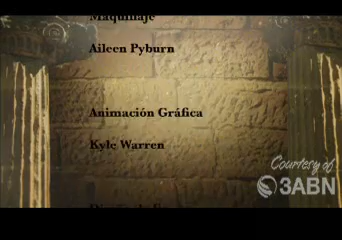 Maquillaje
Aileen Pyburn
Animación Gráfica
Kyle Warren
Courtesy of
3ABN